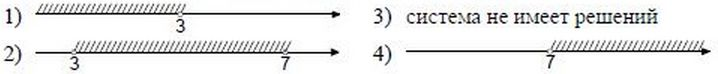 1) 3 3) система не имеет решений
2) 3 7 4) 7